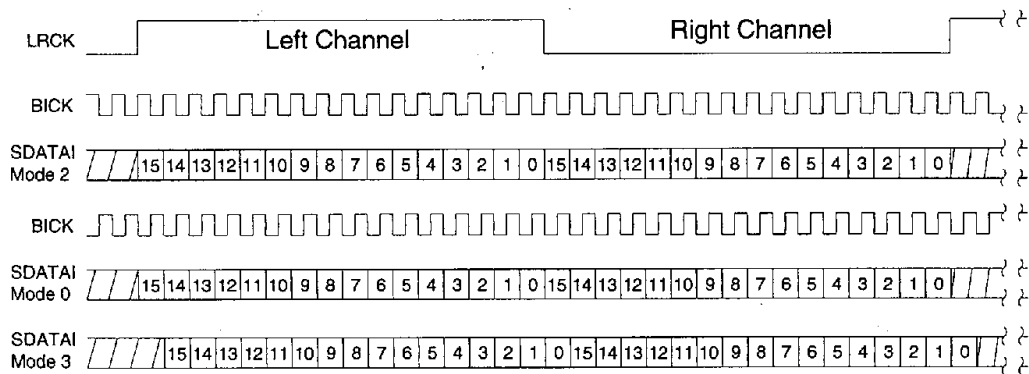 LRCK Left Channel Right Channel
BICK
SDATAI
Mode 2 15 14 13 12 11 10 9 8 7 6 5 4 3 2 1 0 15 14 13 12 11 10 9 8 7 6 5 4 3 2 1 0
BICK
SDATAI
Mode 0 15 14 13 12 11 10 9 8 7 6 5 4 3 2 1 0 15 14 13 12 11 10 9 8 7 6 5 4 3 2 1 0
SDATAI
Mode 3 15 14 13 12 11 10 9 8 7 6 5 4 3 2 1 0 15 14 13 12 11 10 9 8 7 6 5 4 3 2 1 0